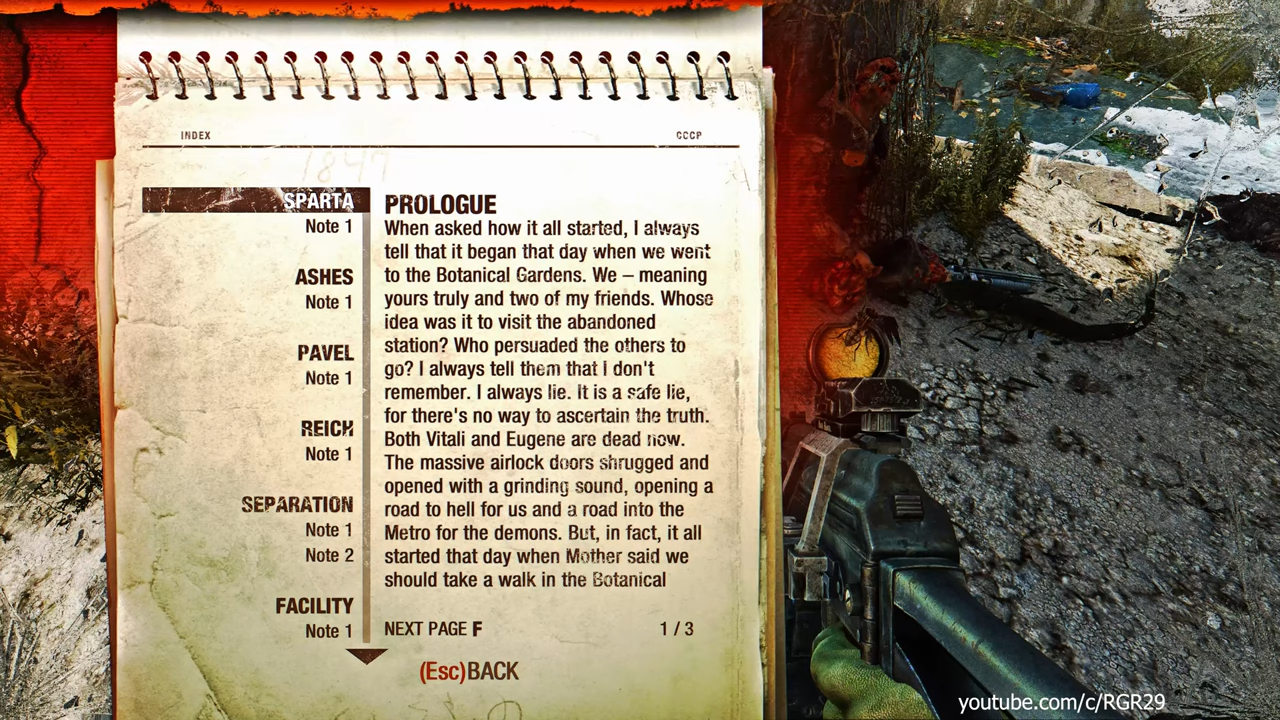 INDEX
CCCP
1847
SPARTA
Note 1
ASHES
Note 1
PAVEL
Note 1
REICH
Note 1
SEPARATION
Note 1
Note 2
FACILITY
Note 1
PROLOGUE
When asked how it all started, I always
tell that it began that day when we went
to the Botanical Gardens. We – meaning
yours truly and two of my friends. Whose
idea was it to visit the abandoned
station? Who persuaded the others to
go? I always tell them that I don't
remember. I always lie. It is a safe lie,
for there's no way to ascertain the truth.
Both Vitali and Eugene are dead now.
The massive airlock doors shrugged and
opened with a grinding sound, opening a
road to hell for us and a road into the
Metro for the demons. But, in fact, it all
started that day when Mother said we
should take a walk in the Botanical
NEXT PAGE F
1 / 3
(Esc)BACK
youtube.com/c/RGR29